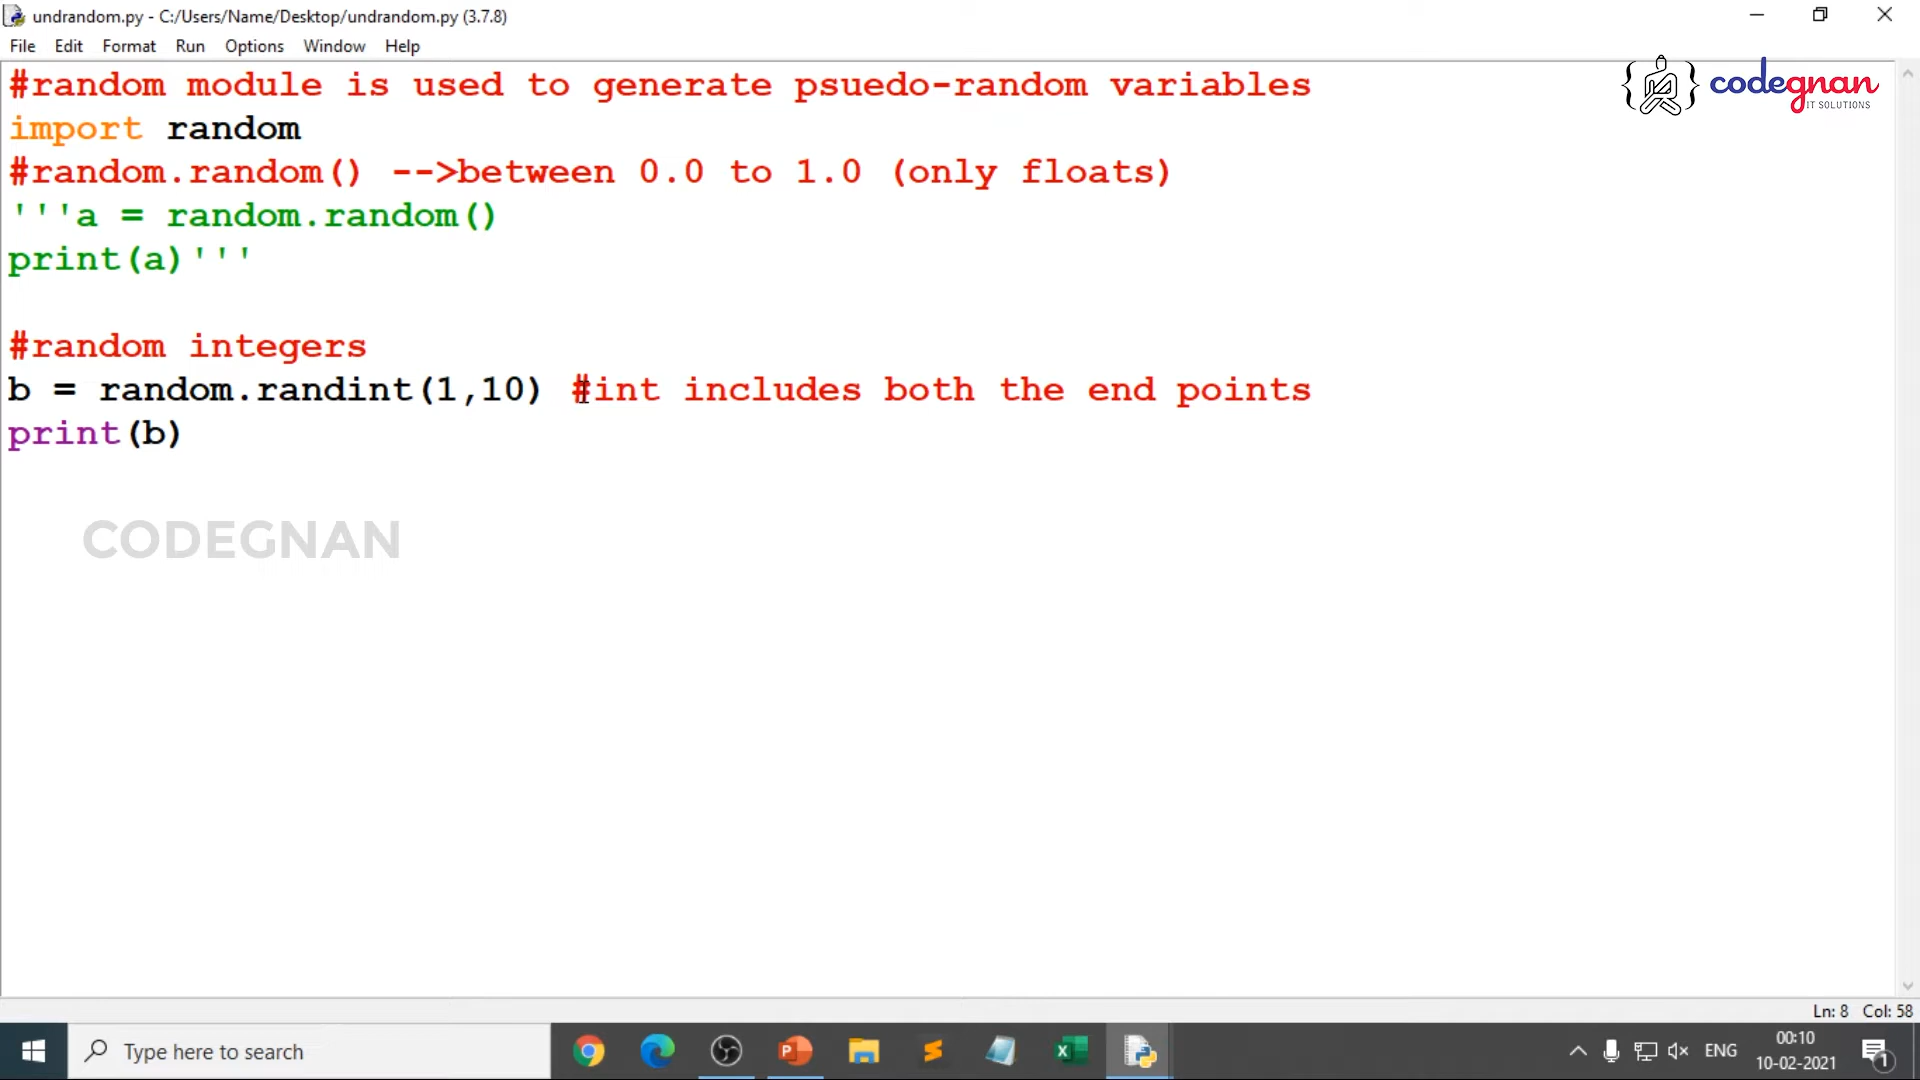 undrandom.py - C:/Users/Name/Desktop/undrandom.py (3.7.8)
File Edit Format Run Options Window Help
#random module is used to generate psuedo-random variables
import random
#random.random() -->between 0.0 to 1.0 (only floats)
'''a = random.random()
print(a)'''
#random integers
b = random.randint(1,10) #int includes both the end points
print(b)
codegnan
IT SOLUTIONS
CODEGNAN
Ln: 8 Col: 58
Type here to search
ENG
00:10
10-02-2021
1